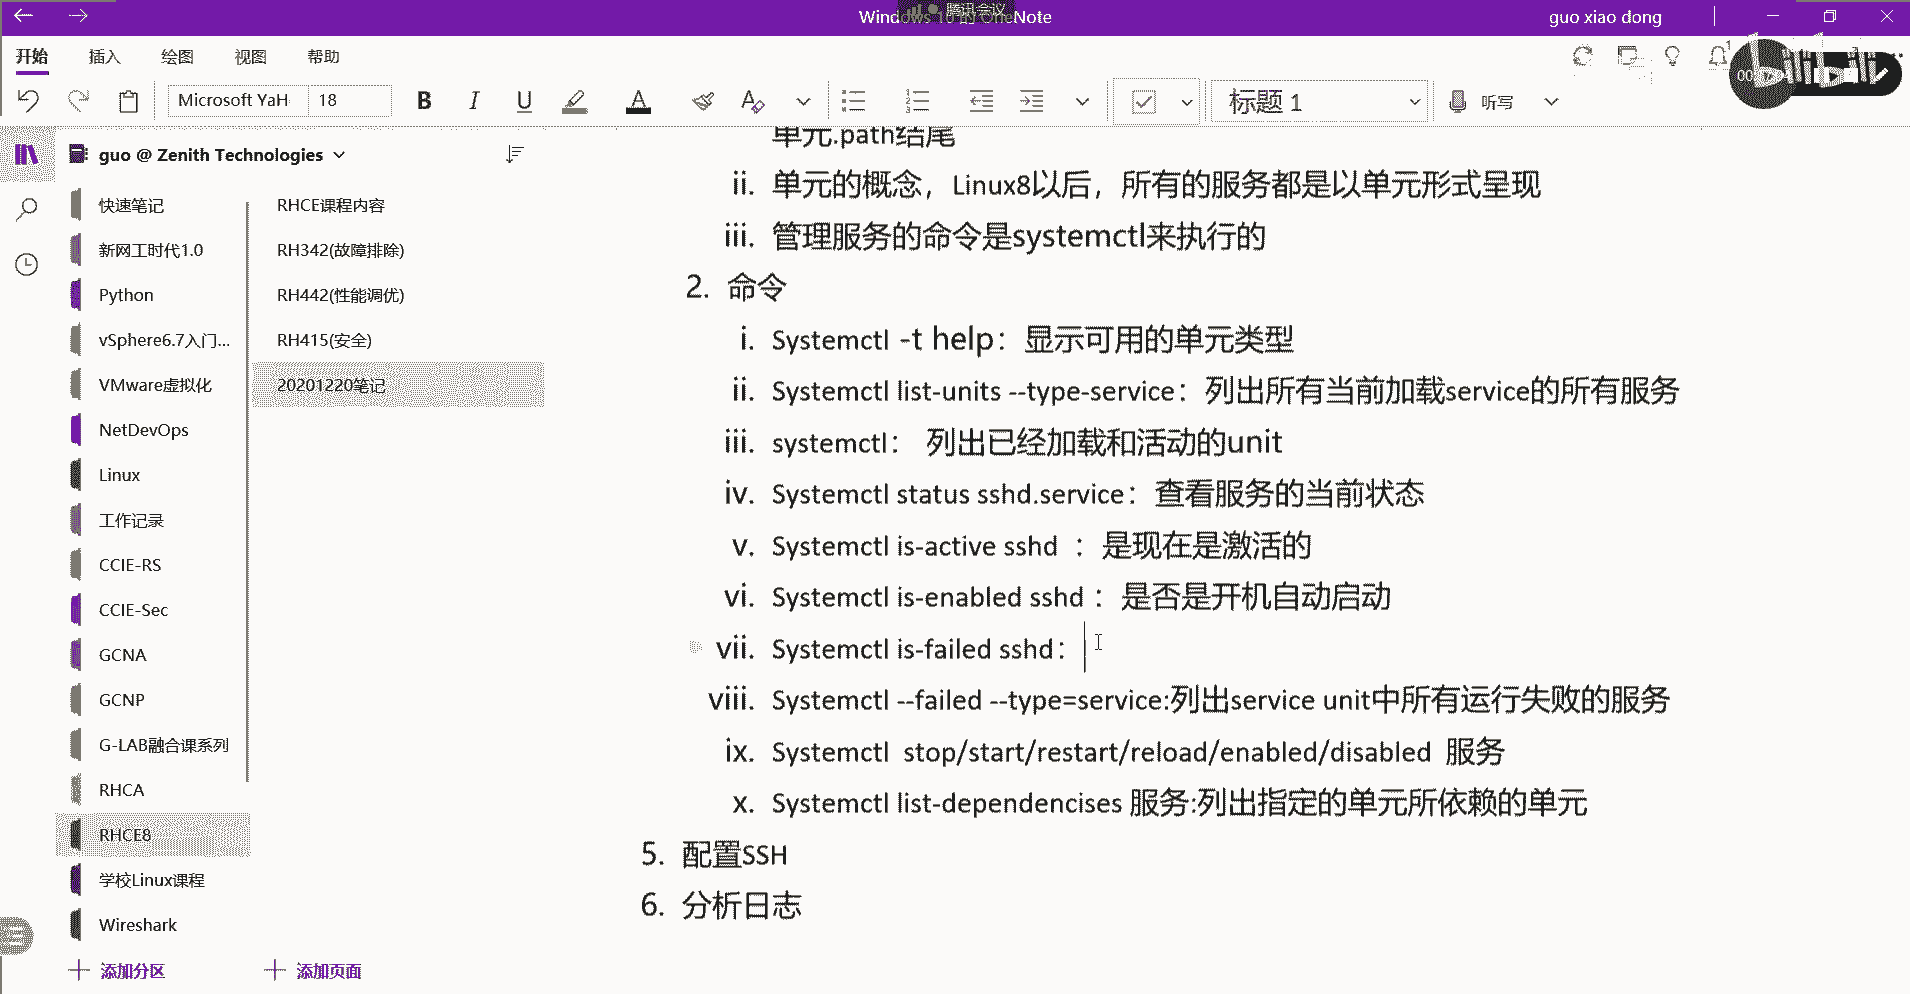 Windows 10 的 OneNote
腾讯会议
guo xiao dong
开始 插入 绘图 视图 帮助
Microsoft YaH 18 B I U A 标题 1 听写
guo @ Zenith Technologies
快速笔记
新网工时代1.0
Python
vSphere6.7入门...
VMware虚拟化
NetDevOps
Linux
工作记录
CCIE-RS
CCIE-Sec
GCNA
GCNP
G-LAB融合课系列
RHCA
RHCE8
学校Linux课程
Wireshark
添加分区
RHCE课程内容
RH342(故障排除)
RH442(性能调优)
RH415(安全)
20201220笔记
添加页面
单元.path结尾
ii. 单元的概念，Linux8以后，所有的服务都是以单元形式呈现
iii. 管理服务的命令是systemctl来执行的
2. 命令
i. Systemctl -t help：显示可用的单元类型
ii. Systemctl list-units --type-service：列出所有当前加载service的所有服务
iii. systemctl： 列出已经加载和活动的unit
iv. Systemctl status sshd.service：查看服务的当前状态
v. Systemctl is-active sshd ：是现在是激活的
vi. Systemctl is-enabled sshd ：是否是开机自动启动
vii. Systemctl is-failed sshd：
viii. Systemctl --failed --type=service:列出service unit中所有运行失败的服务
ix. Systemctl stop/start/restart/reload/enabled/disabled 服务
x. Systemctl list-dependencises 服务:列出指定的单元所依赖的单元
5. 配置SSH
6. 分析日志